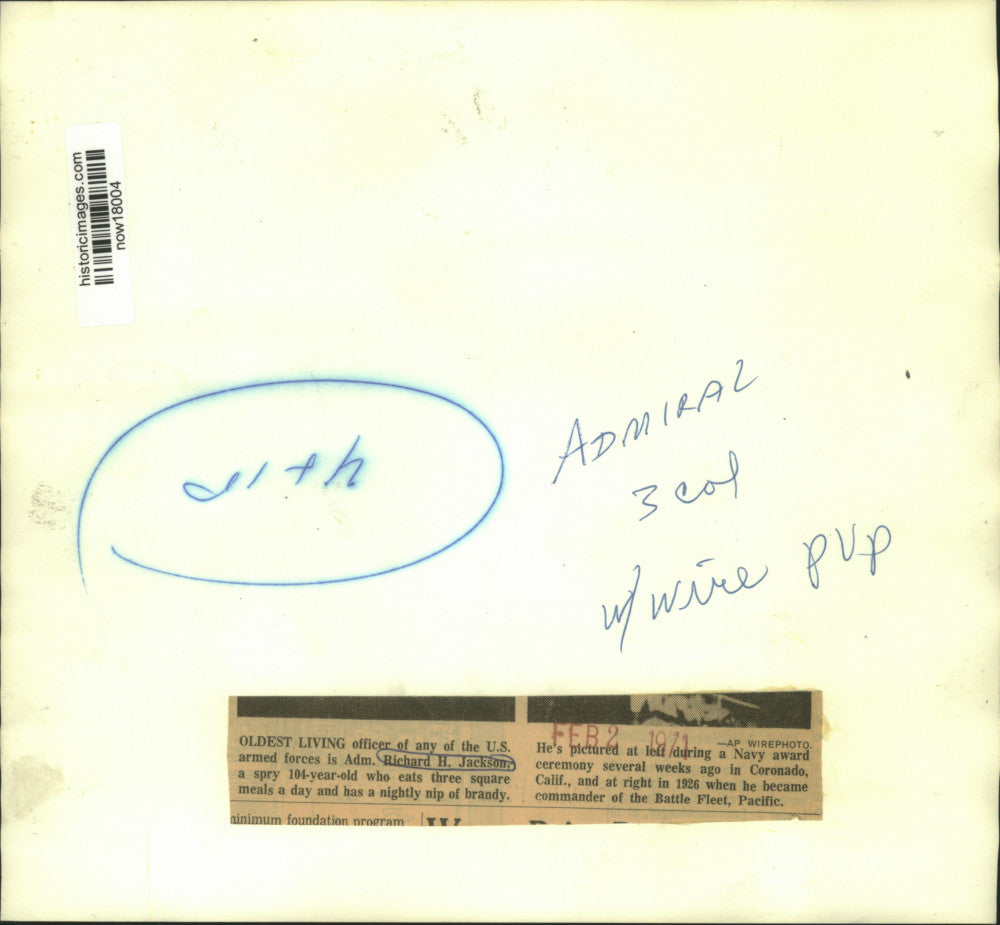 historicimages.com
now18004
ADMIRAL
3 col
w/ wire pvp
FEB 2 1971
OLDEST LIVING officer of any of the U.S.
armed forces is Adm. Richard H. Jackson,
a spry 104-year-old who eats three square
meals a day and has a nightly nip of brandy.
—AP WIREPHOTO.
He's pictured at left during a Navy award
ceremony several weeks ago in Coronado,
Calif., and at right in 1926 when he became
commander of the Battle Fleet, Pacific.
minimum foundation program